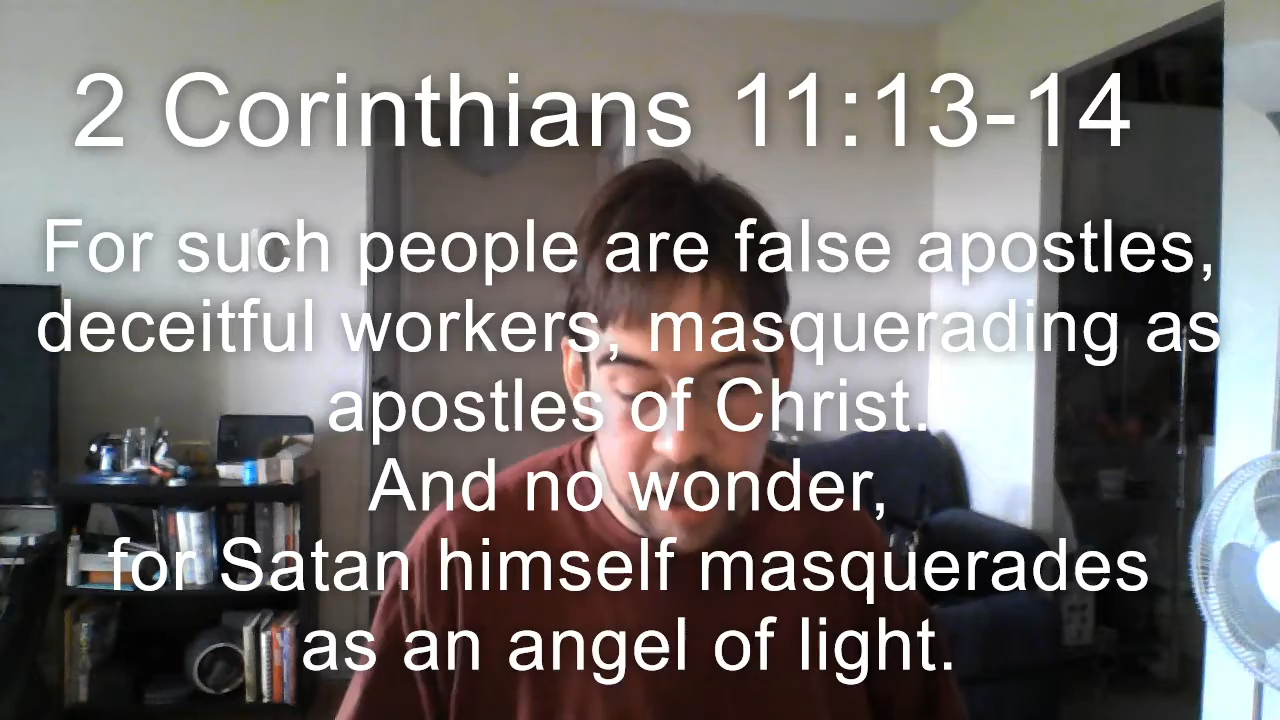 2 Corinthians 11:13-14
For such people are false apostles,
deceitful workers, masquerading as
apostles of Christ.
And no wonder,
for Satan himself masquerades
as an angel of light.